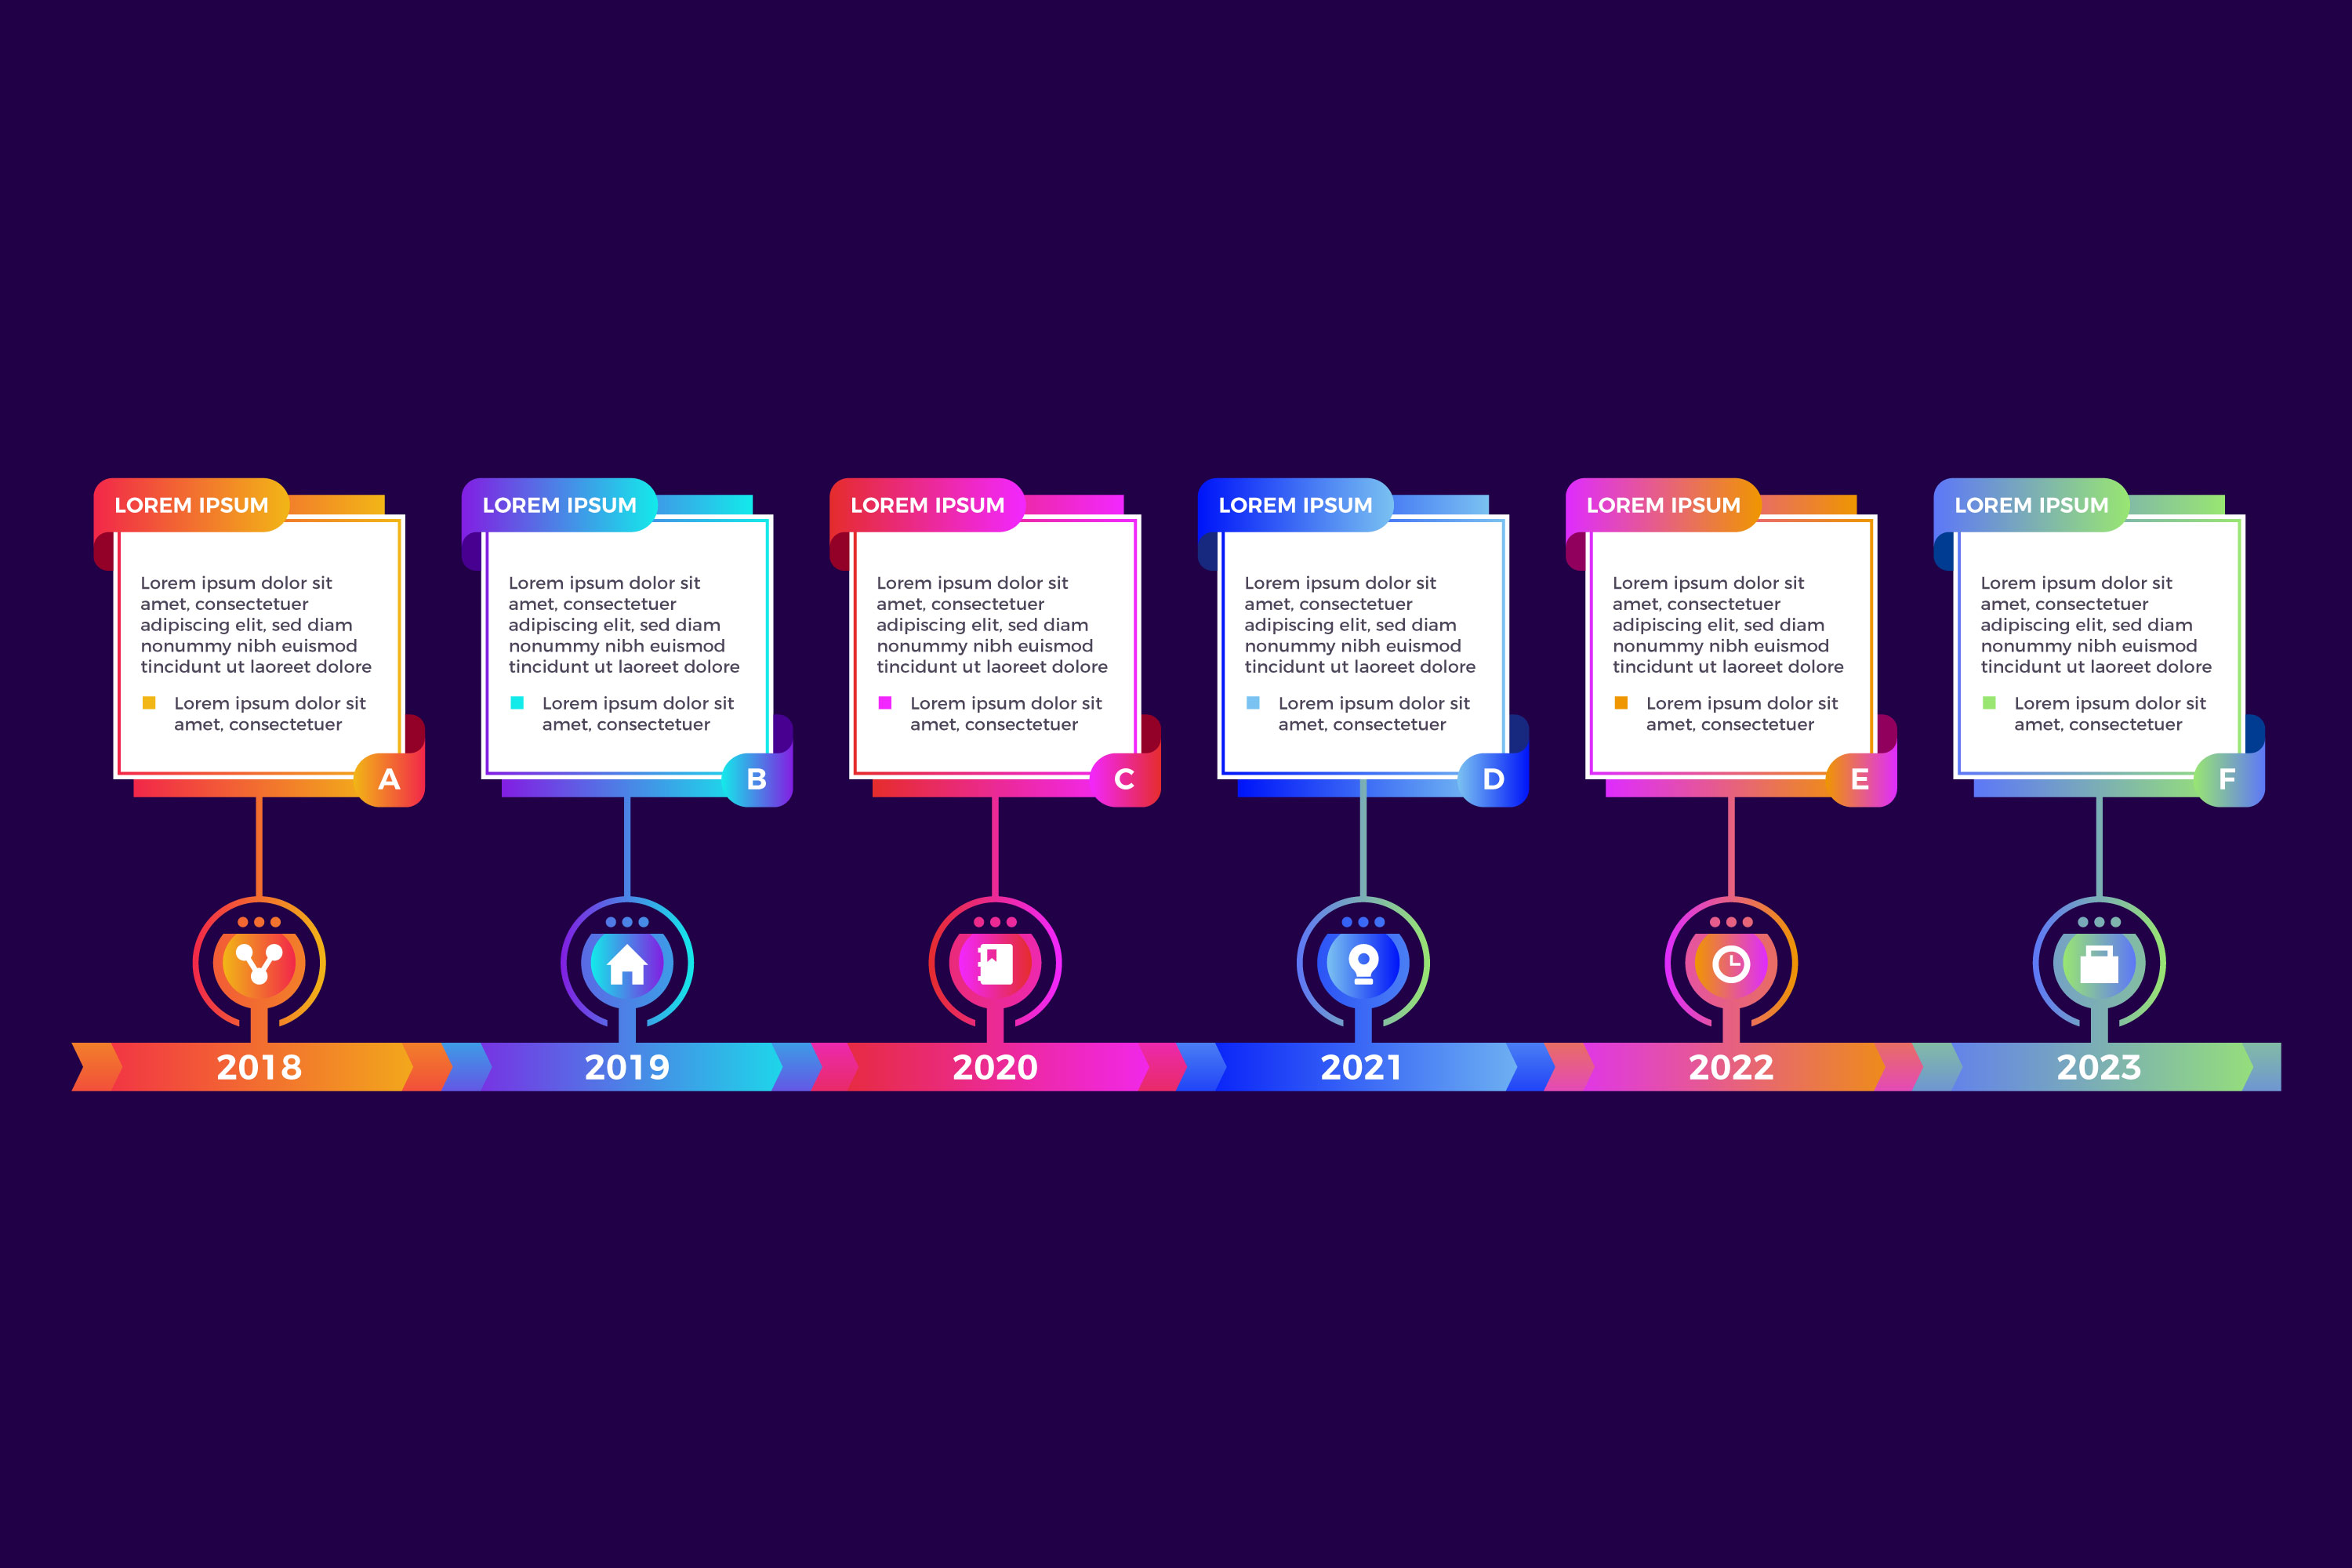 LOREM IPSUM
Lorem ipsum dolor sit
amet, consectetuer
adipiscing elit, sed diam
nonummy nibh euismod
tincidunt ut laoreet dolore
Lorem ipsum dolor sit
amet, consectetuer
A
2018
LOREM IPSUM
Lorem ipsum dolor sit
amet, consectetuer
adipiscing elit, sed diam
nonummy nibh euismod
tincidunt ut laoreet dolore
Lorem ipsum dolor sit
amet, consectetuer
B
2019
LOREM IPSUM
Lorem ipsum dolor sit
amet, consectetuer
adipiscing elit, sed diam
nonummy nibh euismod
tincidunt ut laoreet dolore
Lorem ipsum dolor sit
amet, consectetuer
C
2020
LOREM IPSUM
Lorem ipsum dolor sit
amet, consectetuer
adipiscing elit, sed diam
nonummy nibh euismod
tincidunt ut laoreet dolore
Lorem ipsum dolor sit
amet, consectetuer
D
2021
LOREM IPSUM
Lorem ipsum dolor sit
amet, consectetuer
adipiscing elit, sed diam
nonummy nibh euismod
tincidunt ut laoreet dolore
Lorem ipsum dolor sit
amet, consectetuer
E
2022
LOREM IPSUM
Lorem ipsum dolor sit
amet, consectetuer
adipiscing elit, sed diam
nonummy nibh euismod
tincidunt ut laoreet dolore
Lorem ipsum dolor sit
amet, consectetuer
F
2023